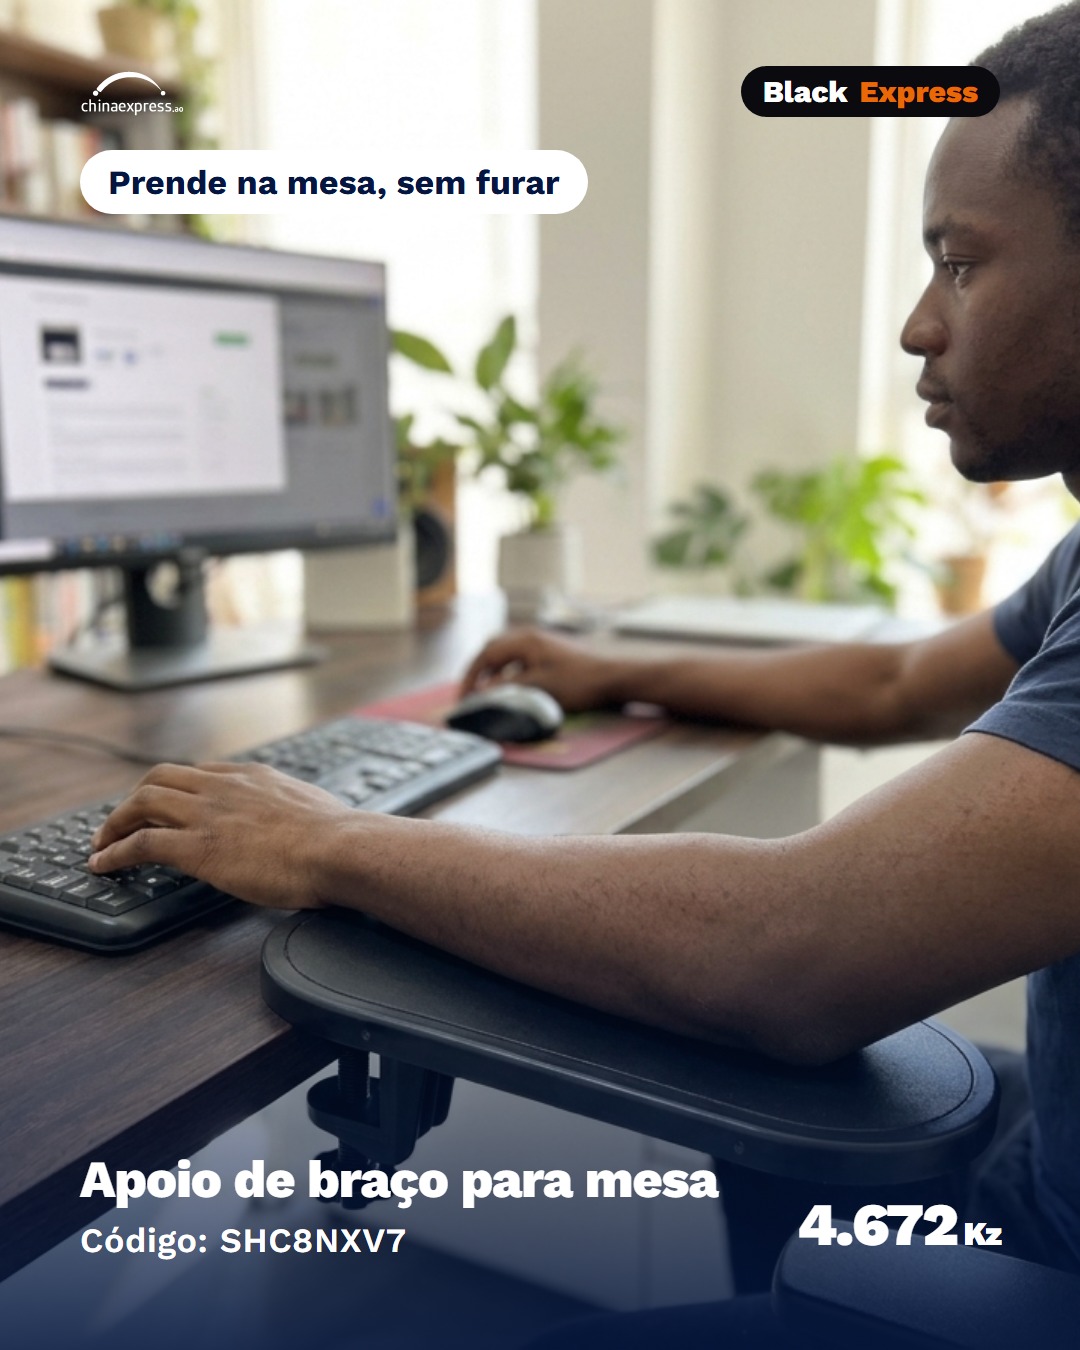 chinaexpress.ao
Black Express
Prende na mesa, sem furar
Apoio de braço para mesa
Código: SHC8NXV7
4.672 Kz